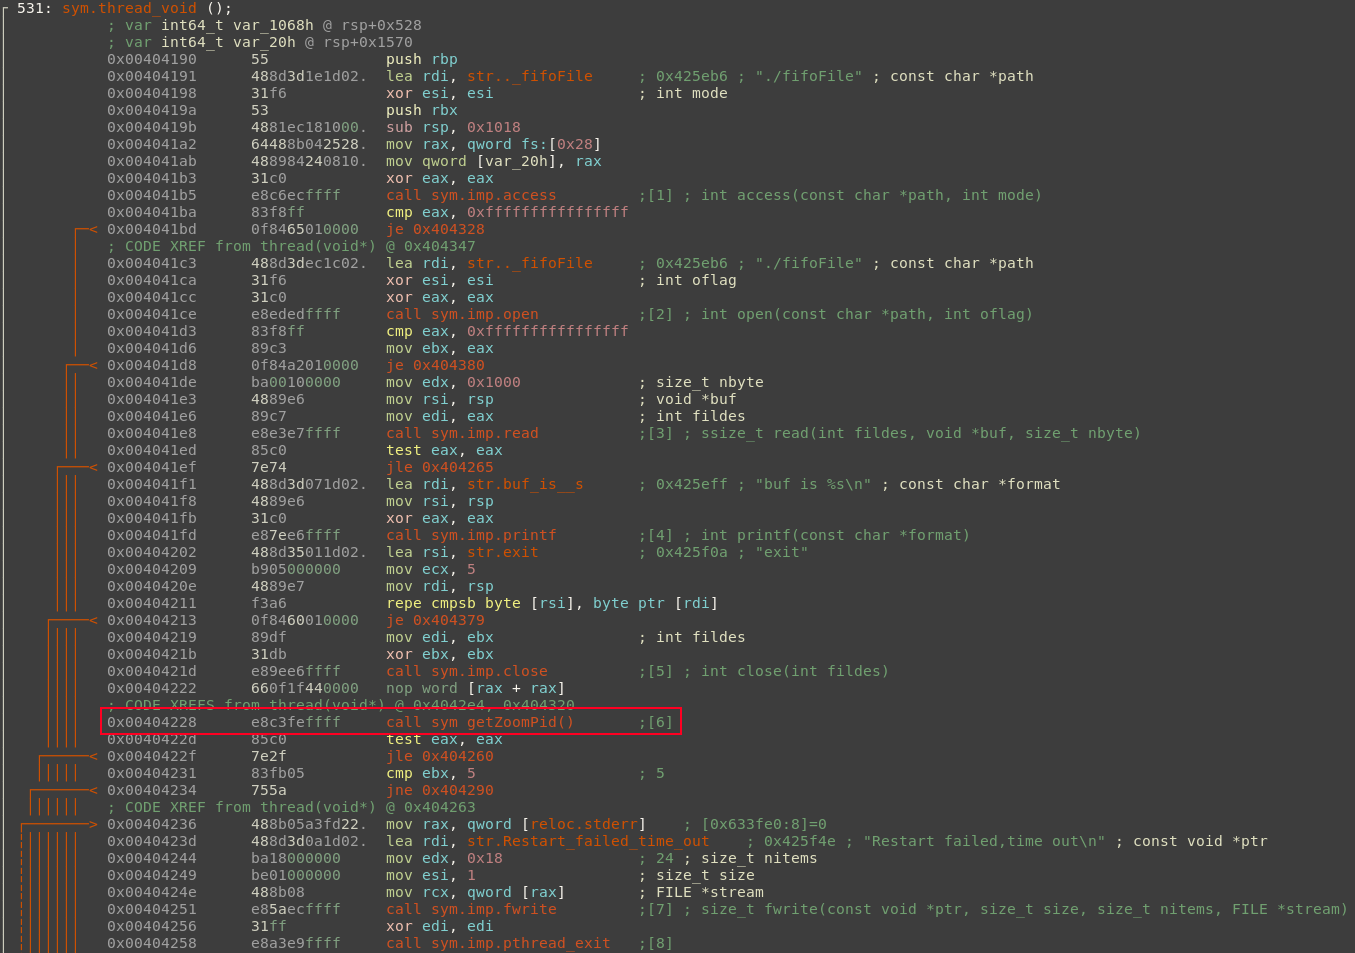 531: sym.thread_void ();
; var int64_t var_1068h @ rsp+0x528
; var int64_t var_20h @ rsp+0x1570
0x00404190 55 push rbp
0x00404191 488d3d1e1d02. lea rdi, str.._fifoFile ; 0x425eb6 ; "./fifoFile" ; const char *path
0x00404198 31f6 xor esi, esi ; int mode
0x0040419a 53 push rbx
0x0040419b 4881ec181000. sub rsp, 0x1018
0x004041a2 64488b042528. mov rax, qword fs:[0x28]
0x004041ab 488984240810. mov qword [var_20h], rax
0x004041b3 31c0 xor eax, eax
0x004041b5 e8c6ecffff call sym.imp.access ;[1] ; int access(const char *path, int mode)
0x004041ba 83f8ff cmp eax, 0xffffffffffffffff
0x004041bd 0f8465010000 je 0x404328
; CODE XREF from thread(void*) @ 0x404347
0x004041c3 488d3dec1c02. lea rdi, str.._fifoFile ; 0x425eb6 ; "./fifoFile" ; const char *path
0x004041ca 31f6 xor esi, esi ; int oflag
0x004041cc 31c0 xor eax, eax
0x004041ce e8ededffff call sym.imp.open ;[2] ; int open(const char *path, int oflag)
0x004041d3 83f8ff cmp eax, 0xffffffffffffffff
0x004041d6 89c3 mov ebx, eax
0x004041d8 0f84a2010000 je 0x404380
0x004041de ba00100000 mov edx, 0x1000 ; size_t nbyte
0x004041e3 4889e6 mov rsi, rsp ; void *buf
0x004041e6 89c7 mov edi, eax ; int fildes
0x004041e8 e8e3e7ffff call sym.imp.read ;[3] ; ssize_t read(int fildes, void *buf, size_t nbyte)
0x004041ed 85c0 test eax, eax
0x004041ef 7e74 jle 0x404265
0x004041f1 488d3d071d02. lea rdi, str.buf_is__s ; 0x425eff ; "buf is %s\n" ; const char *format
0x004041f8 4889e6 mov rsi, rsp
0x004041fb 31c0 xor eax, eax
0x004041fd e87ee6ffff call sym.imp.printf ;[4] ; int printf(const char *format)
0x00404202 488d35011d02. lea rsi, str.exit ; 0x425f0a ; "exit"
0x00404209 b905000000 mov ecx, 5
0x0040420e 4889e7 mov rdi, rsp
0x00404211 f3a6 repe cmpsb byte [rsi], byte ptr [rdi]
0x00404213 0f8460010000 je 0x404379
0x00404219 89df mov edi, ebx ; int fildes
0x0040421b 31db xor ebx, ebx
0x0040421d e89ee6ffff call sym.imp.close ;[5] ; int close(int fildes)
0x00404222 660f1f440000 nop word [rax + rax]
; CODE XREFS from thread(void*) @ 0x4042e4, 0x404320
0x00404228 e8c3feffff call sym getZoomPid() ;[6]
0x0040422d 85c0 test eax, eax
0x0040422f 7e2f jle 0x404260
0x00404231 83fb05 cmp ebx, 5 ; 5
0x00404234 755a jne 0x404290
; CODE XREF from thread(void*) @ 0x404263
0x00404236 488b05a3fd22. mov rax, qword [reloc.stderr] ; [0x633fe0:8]=0
0x0040423d 488d3d0a1d02. lea rdi, str.Restart_failed_time_out ; 0x425f4e ; "Restart failed,time out\n" ; const void *ptr
0x00404244 ba18000000 mov edx, 0x18 ; 24 ; size_t nitems
0x00404249 be01000000 mov esi, 1 ; size_t size
0x0040424e 488b08 mov rcx, qword [rax] ; FILE *stream
0x00404251 e85aecffff call sym.imp.fwrite ;[7] ; size_t fwrite(const void *ptr, size_t size, size_t nitems, FILE *stream)
0x00404256 31ff xor edi, edi
0x00404258 e8a3e9ffff call sym.imp.pthread_exit ;[8]